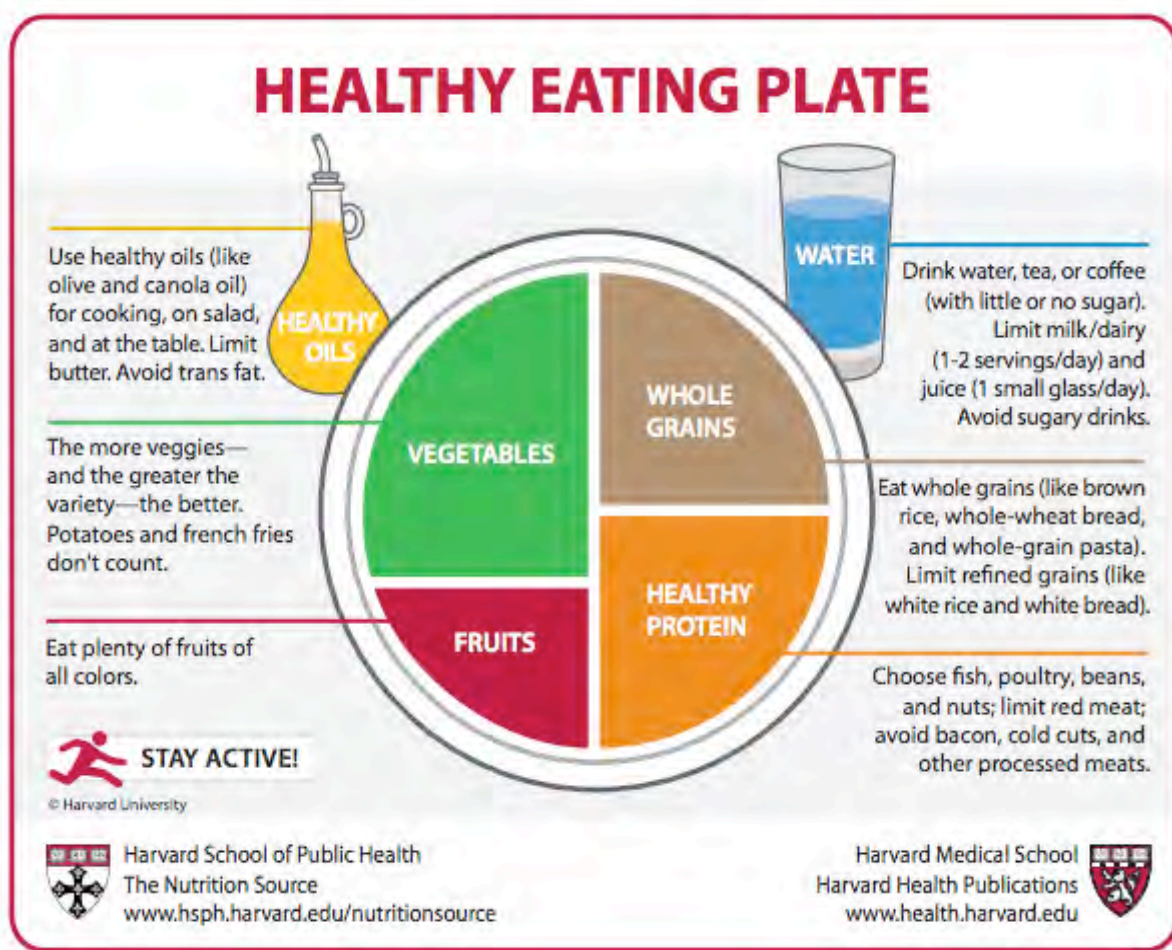 HEALTHY EATING PLATE
Use healthy oils (like
olive and canola oil)
for cooking, on salad,
and at the table. Limit
butter. Avoid trans fat.
HEALTHY
OILS
The more veggies—
and the greater the
variety—the better.
Potatoes and french fries
don't count.
Eat plenty of fruits of
all colors.
VEGETABLES
FRUITS
WHOLE
GRAINS
HEALTHY
PROTEIN
WATER
Drink water, tea, or coffee
(with little or no sugar).
Limit milk/dairy
(1-2 servings/day) and
juice (1 small glass/day).
Avoid sugary drinks.
Eat whole grains (like brown
rice, whole-wheat bread,
and whole-grain pasta).
Limit refined grains (like
white rice and white bread).
Choose fish, poultry, beans,
and nuts; limit red meat;
avoid bacon, cold cuts, and
other processed meats.
STAY ACTIVE!
© Harvard University
Harvard School of Public Health
The Nutrition Source
www.hsph.harvard.edu/nutritionsource
Harvard Medical School
Harvard Health Publications
www.health.harvard.edu